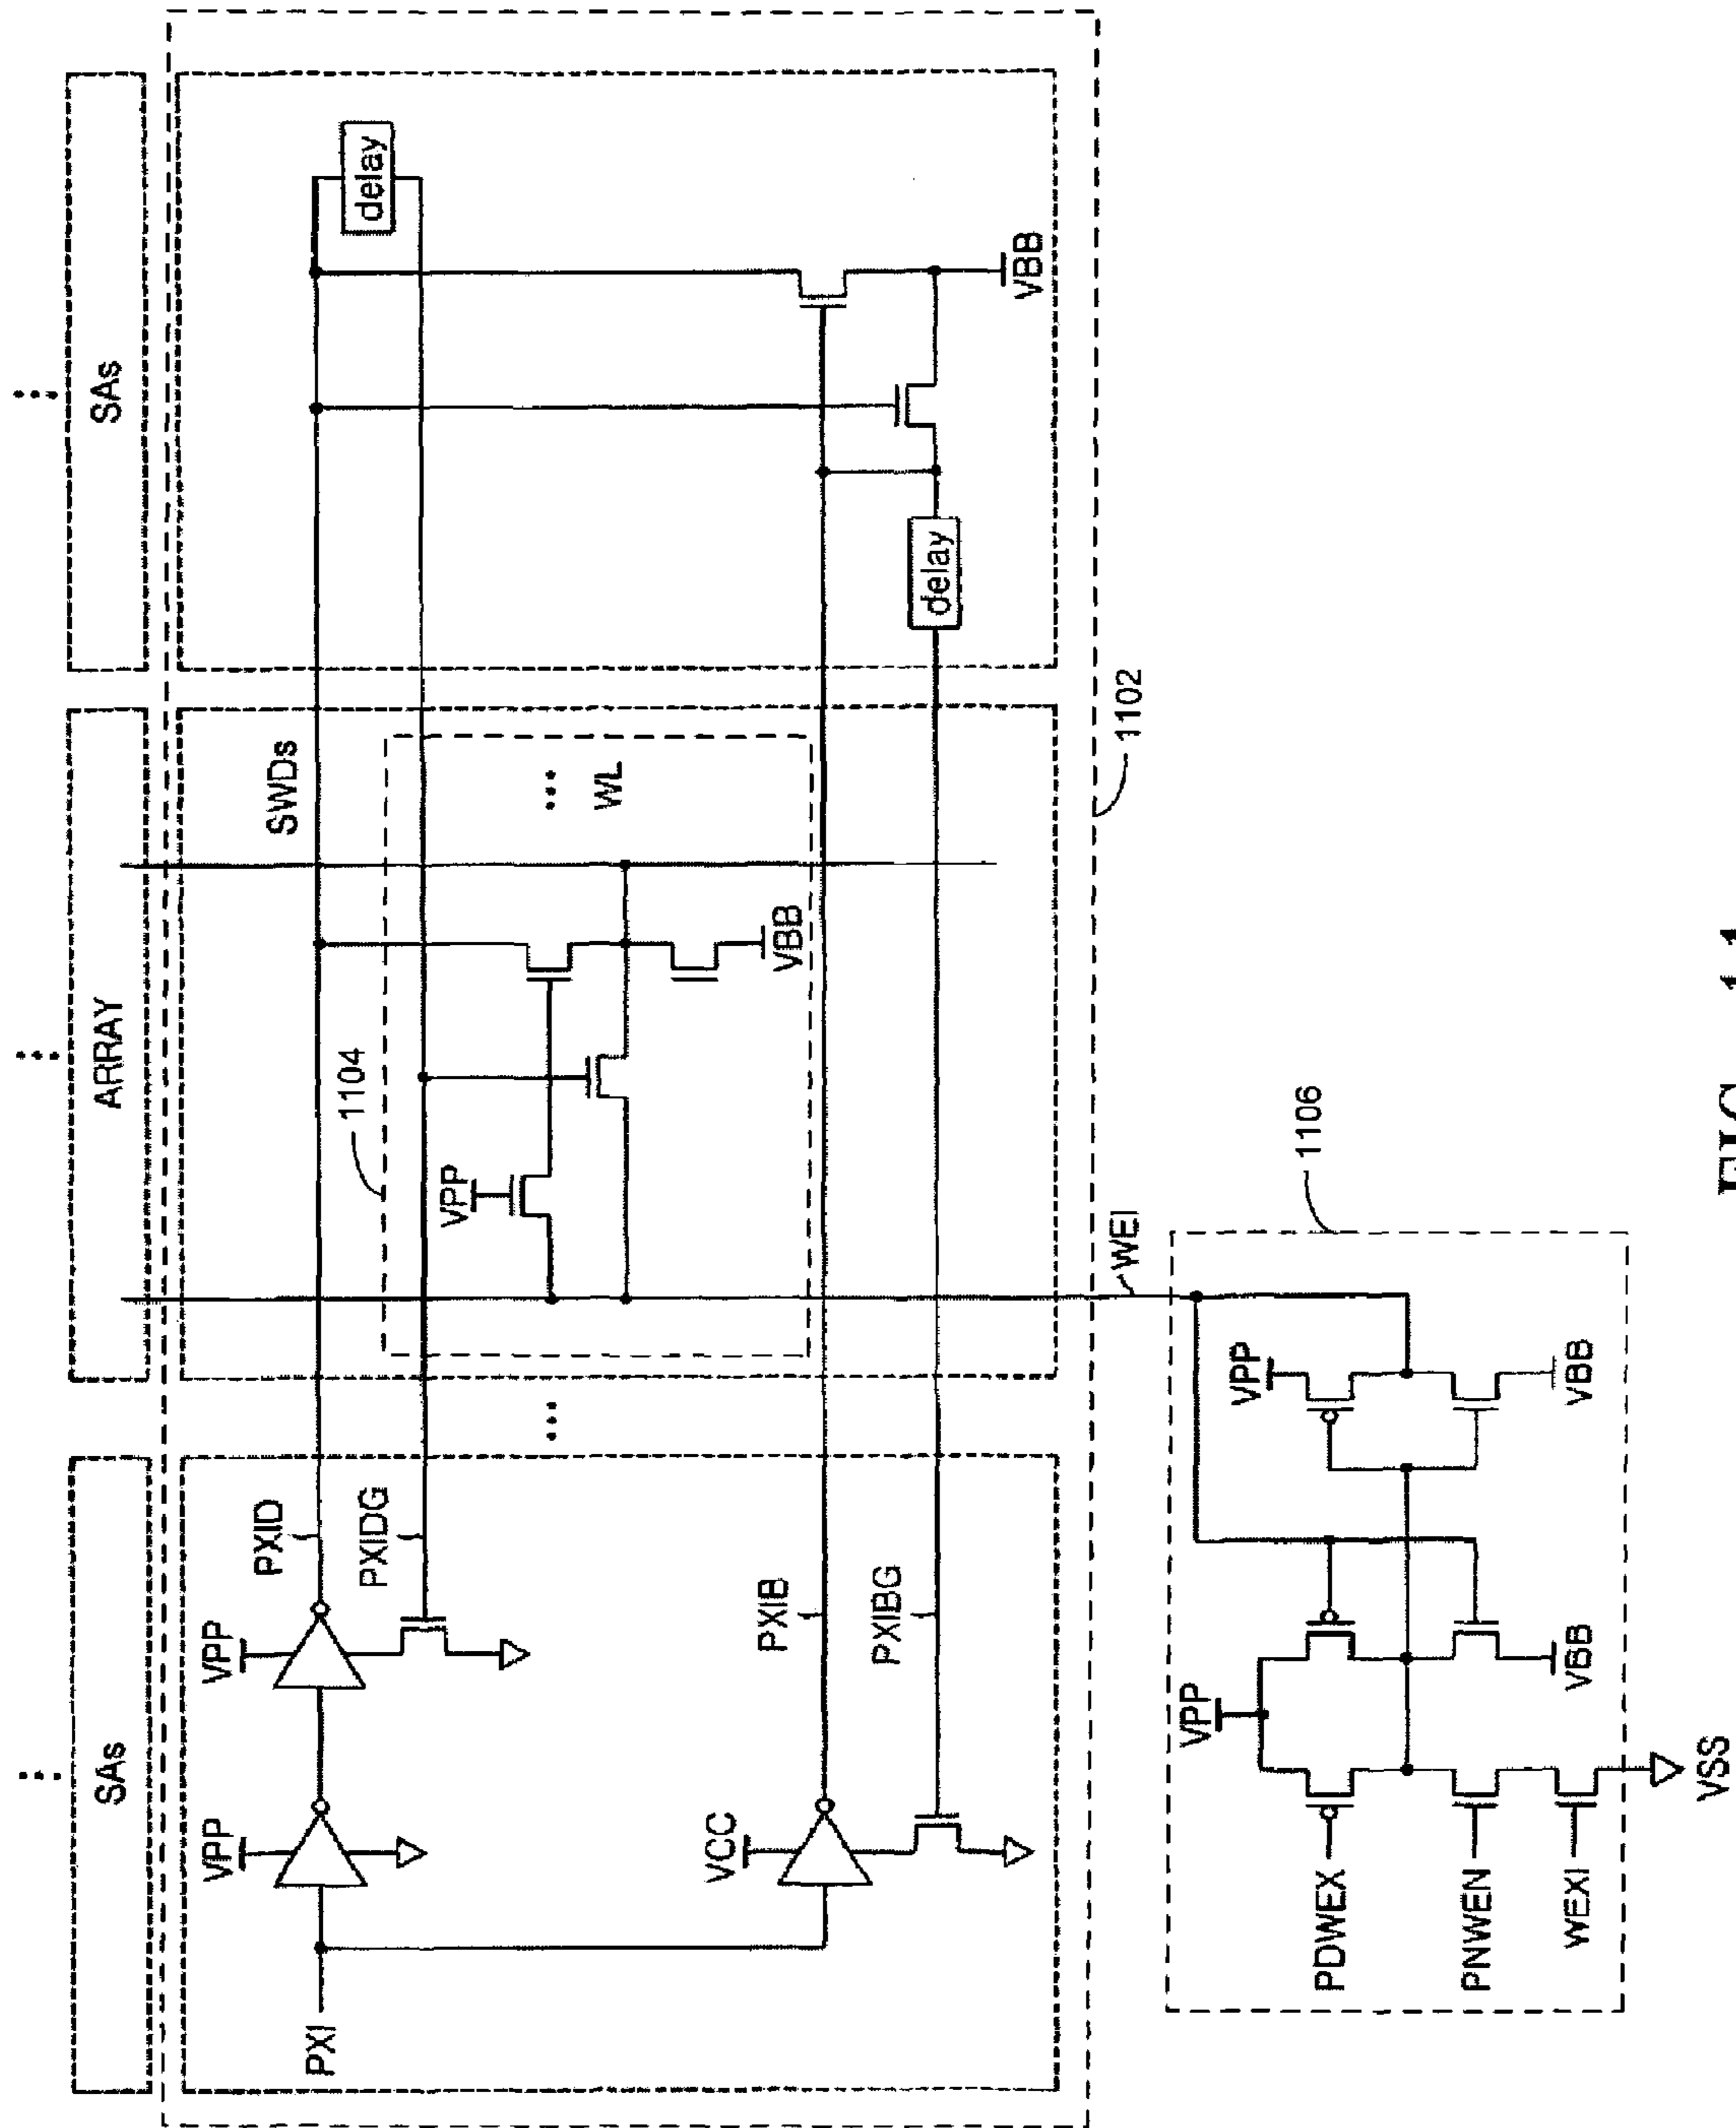 SAs
ARRAY
SAs
PXI
VPP
VPP
PXID
PXIDG
VCC
PXIB
PXIBG
SWDs
1104
VPP
WL
VBB
delay
delay
VBB
1102
WEI
1106
PDWEX
PNWEN
WEXI
VPP
VBB
VPP
VBB
VSS